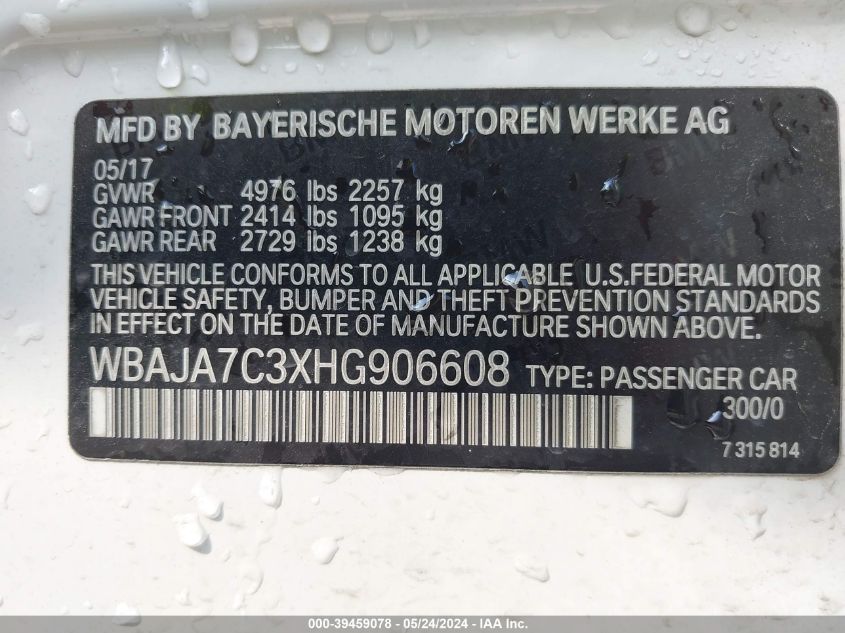 MFD BY BAYERISCHE MOTOREN WERKE AG
05/17
GVWR 4976 lbs 2257 kg
GAWR FRONT 2414 lbs 1095 kg
GAWR REAR 2729 lbs 1238 kg
THIS VEHICLE CONFORMS TO ALL APPLICABLE U.S.FEDERAL MOTOR
VEHICLE SAFETY, BUMPER AND THEFT PREVENTION STANDARDS
IN EFFECT ON THE DATE OF MANUFACTURE SHOWN ABOVE.
WBAJA7C3XHG906608 TYPE: PASSENGER CAR
300/0
7 315 814
000-39459078 - 05/24/2024 - IAA Inc.